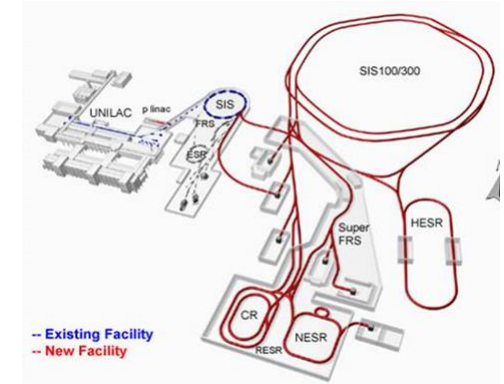 SIS100/300
p linac
UNILAC
SIS
FRS
ESR
HESR
Super
FRS
CR
NESR
RESR
-- Existing Facility
-- New Facility